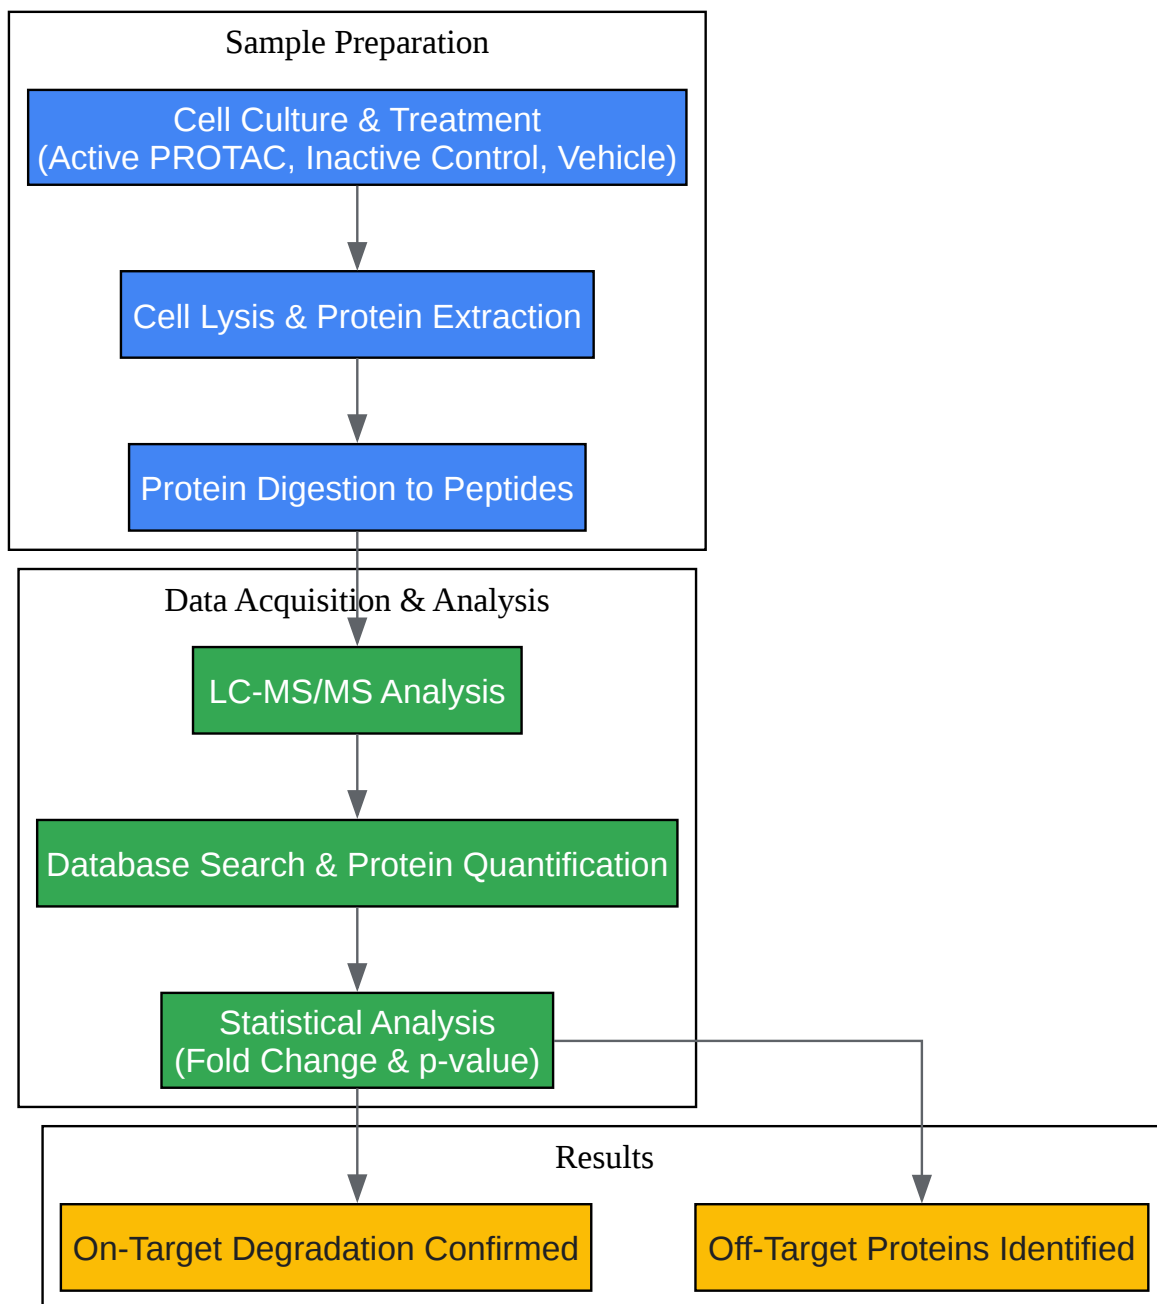 Sample Preparation
Cell Culture & Treatment
(Active PROTAC, Inactive Control, Vehicle)
Cell Lysis & Protein Extraction
Protein Digestion to Peptides
Data Acquisition & Analysis
LC-MS/MS Analysis
Database Search & Protein Quantification
Statistical Analysis
(Fold Change & p-value)
Results
On-Target Degradation Confirmed
Off-Target Proteins Identified